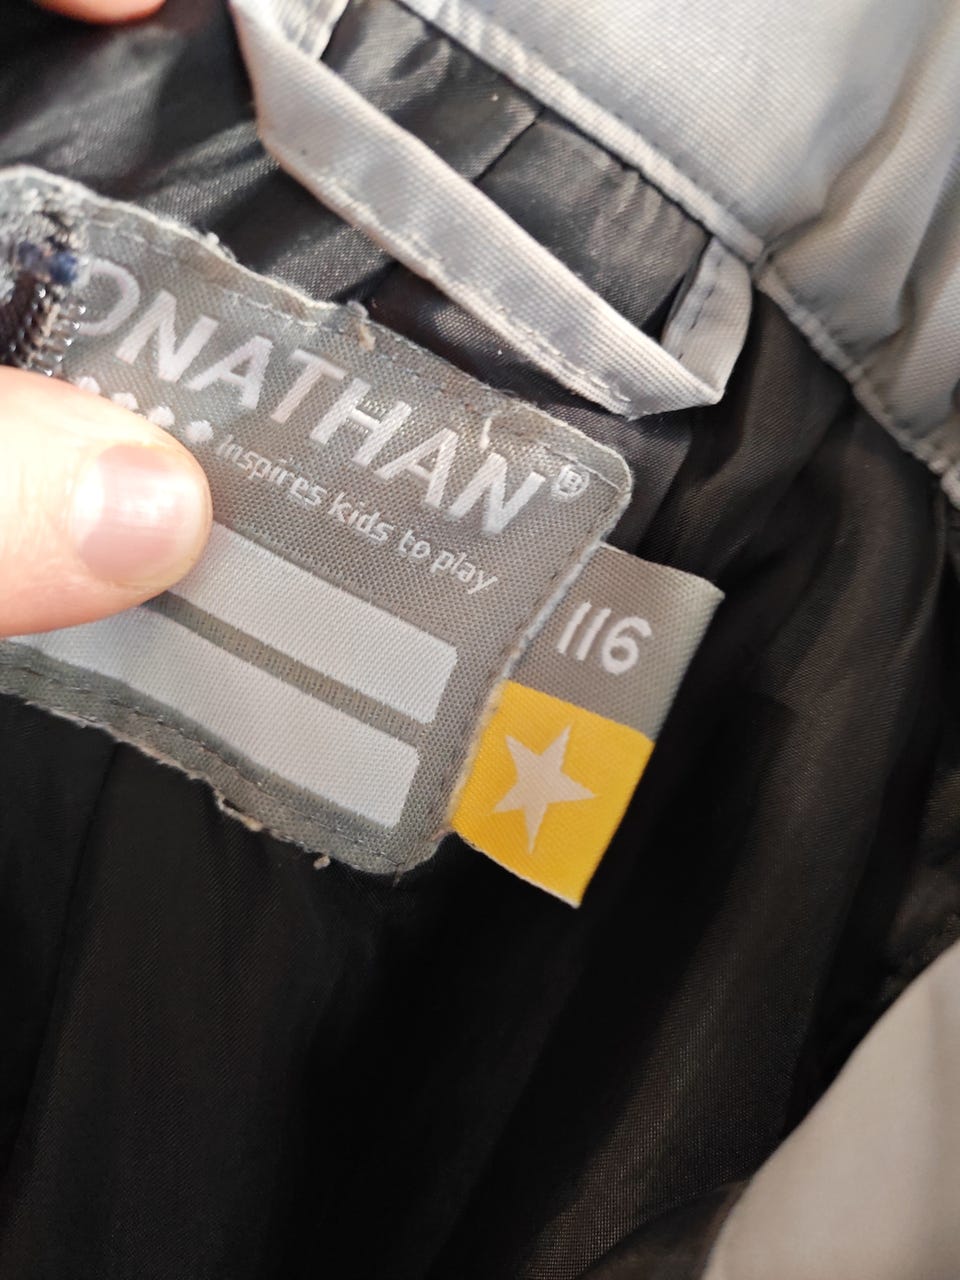 ONATHAN®
inspires kids to play
116